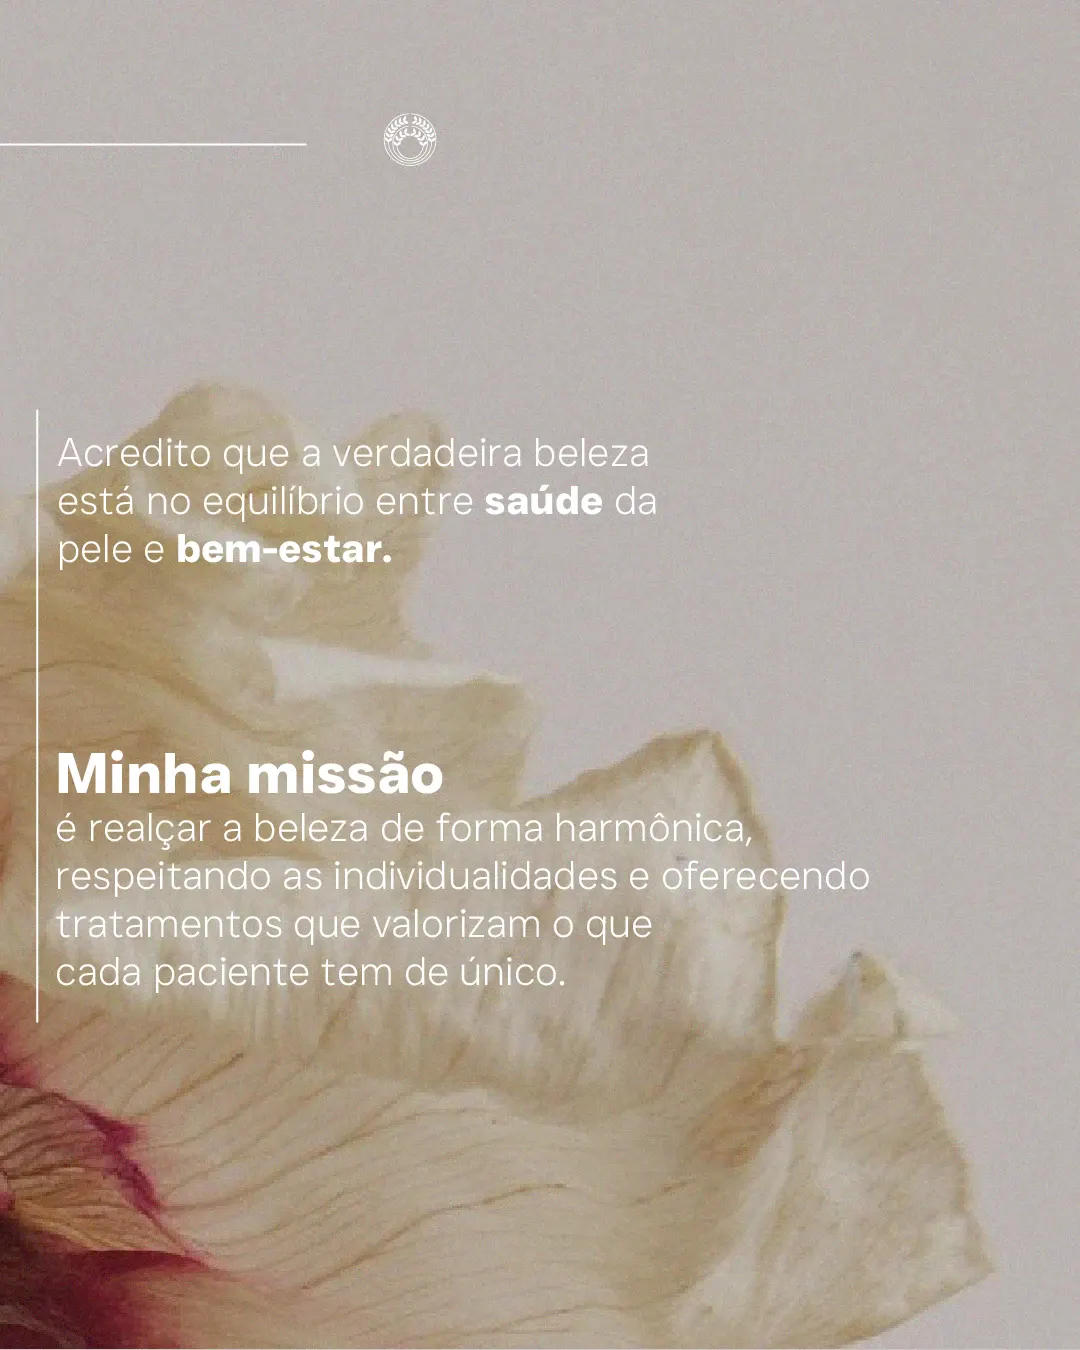 Acredito que a verdadeira beleza
está no equilíbrio entre saúde da
pele e bem-estar.
Minha missão
é realçar a beleza de forma harmônica,
respeitando as individualidades e oferecendo
tratamentos que valorizam o que
cada paciente tem de único.